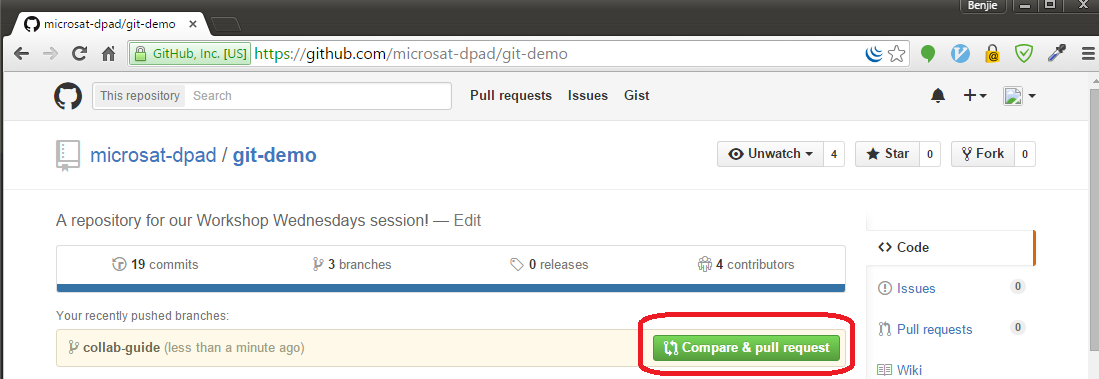 Benjie
microsat-dpad/git-demo
GitHub, Inc. [US] https://github.com/microsat-dpad/git-demo
This repository Search Pull requests Issues Gist
microsat-dpad / git-demo Unwatch 4 Star 0 Fork 0
A repository for our Workshop Wednesdays session! — Edit
Code
19 commits 3 branches 0 releases 4 contributors
Issues 0
Your recently pushed branches:
Pull requests 0
collab-guide (less than a minute ago) Compare & pull request
Wiki